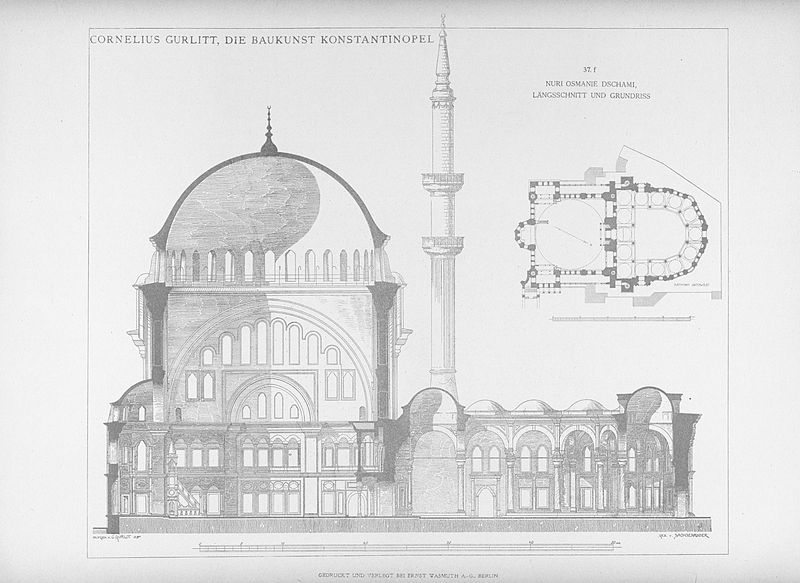 CORNELIUS GURLITT, DIE BAUKUNST KONSTANTINOPEL
37. f
NURI OSMANIE DSCHAMI,
LÄNGSSCHNITT UND GRUNDRISS
GEDRUCKT UND VERLEGT BEI ERNST WASMUTH A.-G., BERLIN